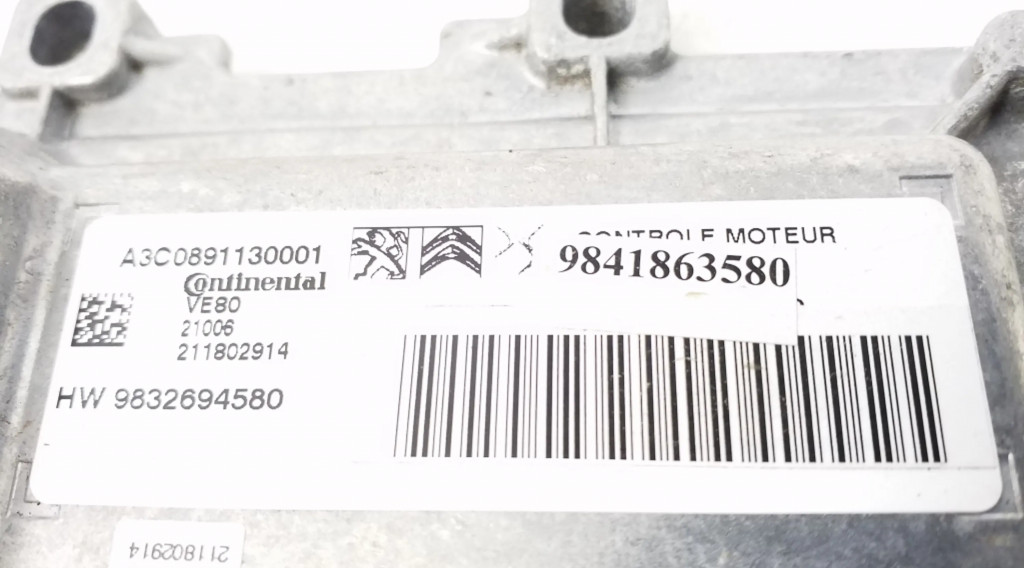 A3C0891130001
Continental
VE80
21006
211802914
HW 9832694580
CONTROLE MOTEUR
9841863580
211802914